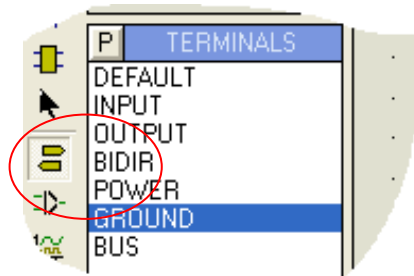 P TERMINALS
DEFAULT
INPUT
OUTPUT
BIDIR
POWER
GROUND
BUS